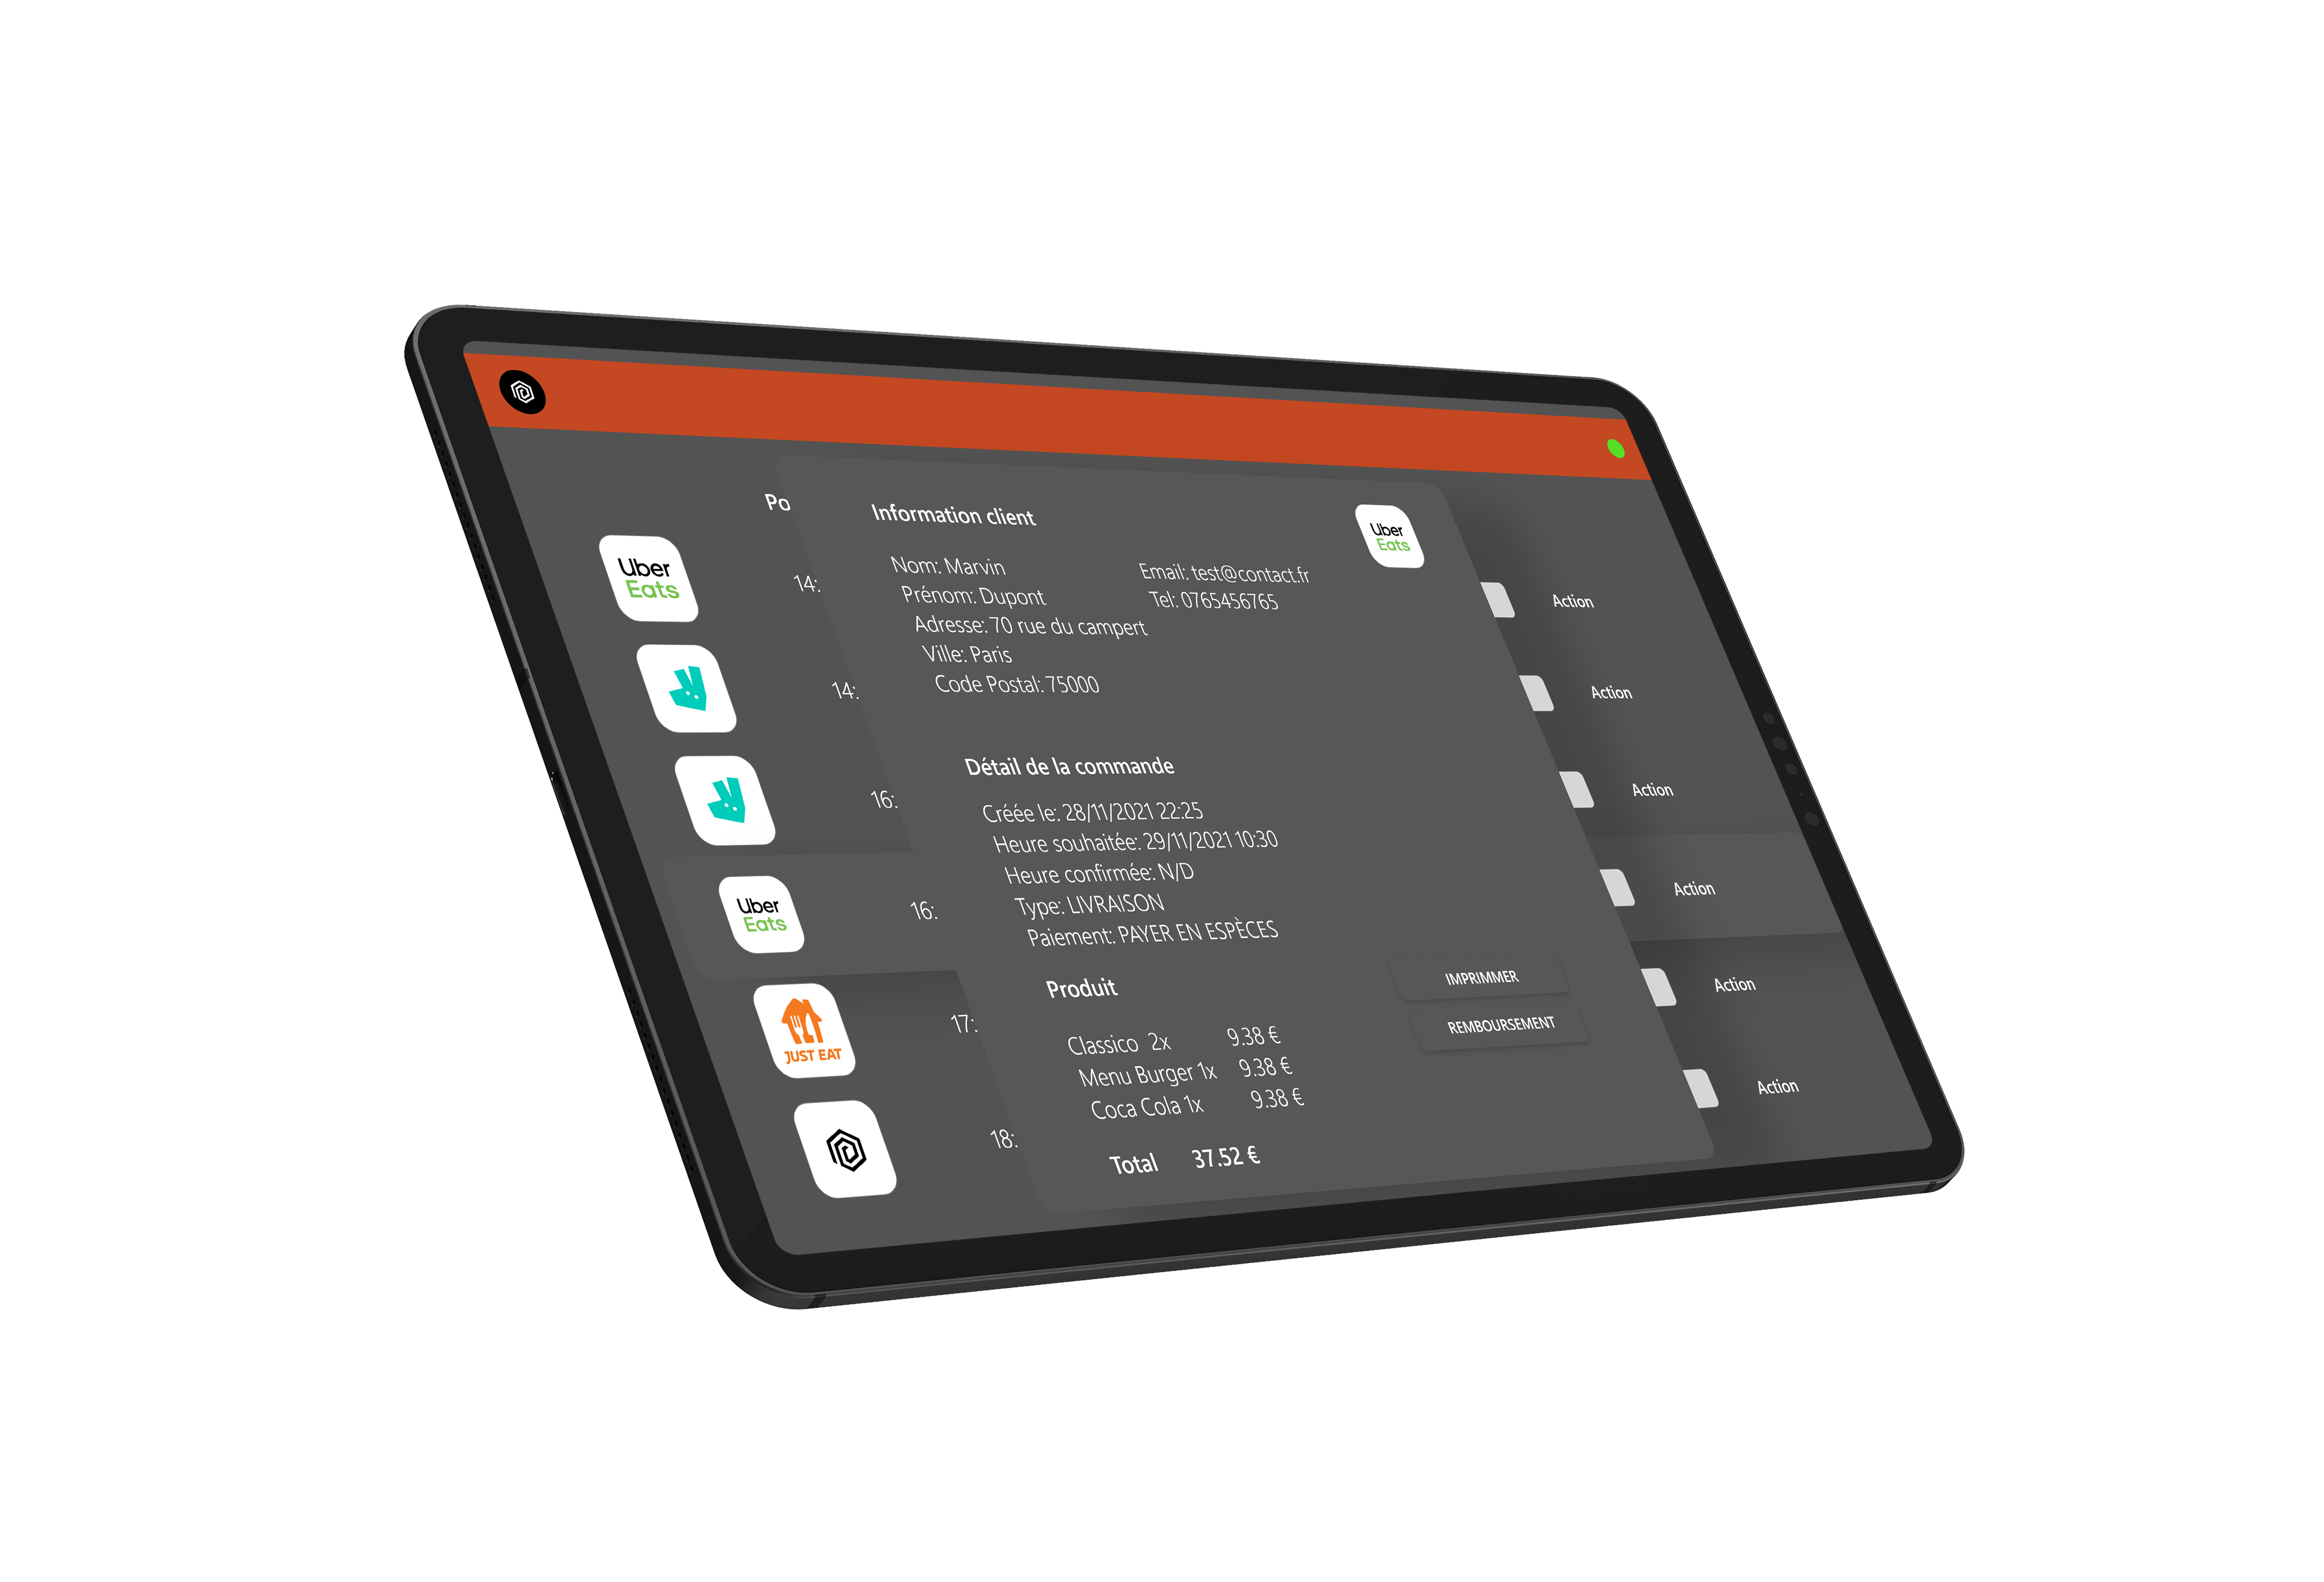 Po
Uber
Eats
14:
14:
16:
Uber
Eats
16:
JUST EAT
17:
18:
Information client
Uber
Eats
Nom: Marvin
Email: test@contact.fr
Prénom: Dupont
Tel: 0765456765
Adresse: 70 rue du campert
Ville: Paris
Code Postal: 75000
Détail de la commande
Créée le: 28/11/2021 22:25
Heure souhaitée: 29/11/2021 10:30
Heure confirmée: N/D
Type: LIVRAISON
Paiement: PAYER EN ESPÈCES
Produit
Classico 2x 9.38 €
Menu Burger 1x 9.38 €
Coca Cola 1x 9.38 €
Total 37.52 €
IMPRIMMER
REMBOURSEMENT
Action
Action
Action
Action
Action
Action